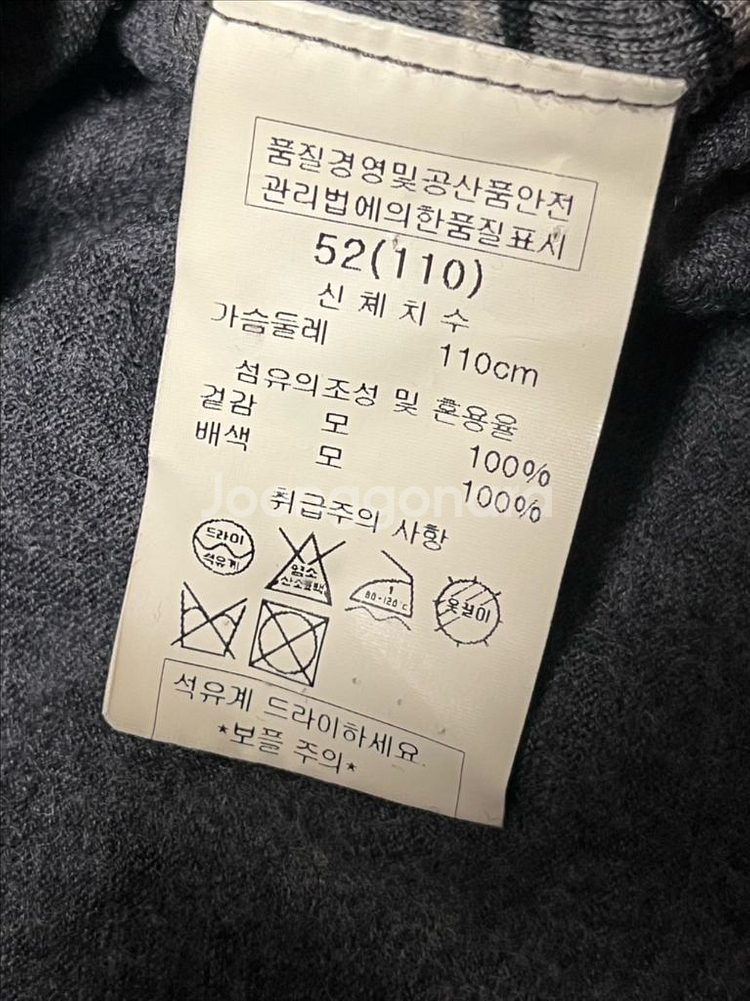 품질경영및공산품안전
관리법에의한품질표시
52(110)
신 체 치 수
가슴둘레 110cm
섬유의조성 및 혼용율
겉감 모 100%
배색 모 100%
Joonggonara
취급주의 사항
드라이
석유계
염소
산소표백
1
80-120℃
옷걸이
석유계 드라이하세요.
*보플 주의*